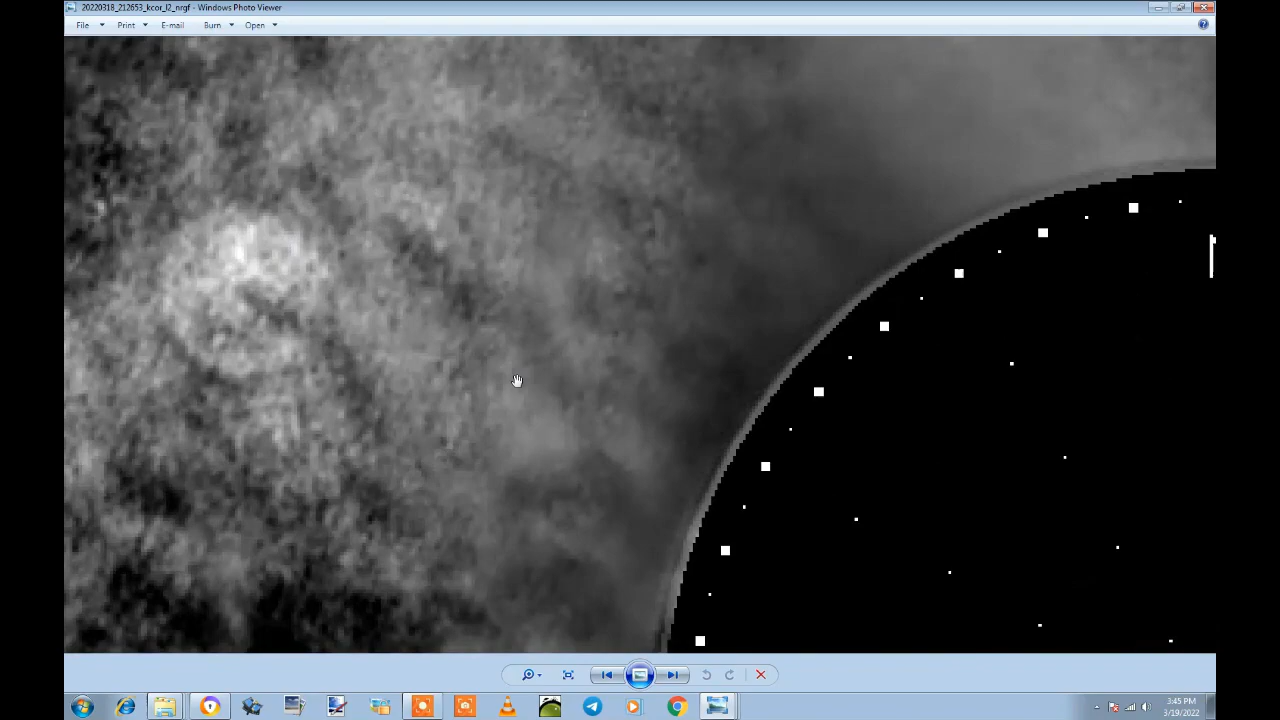 20220318_212653_kcor_l2_nrgf - Windows Photo Viewer
File Print E-mail Burn Open
3:45 PM
3/19/2022